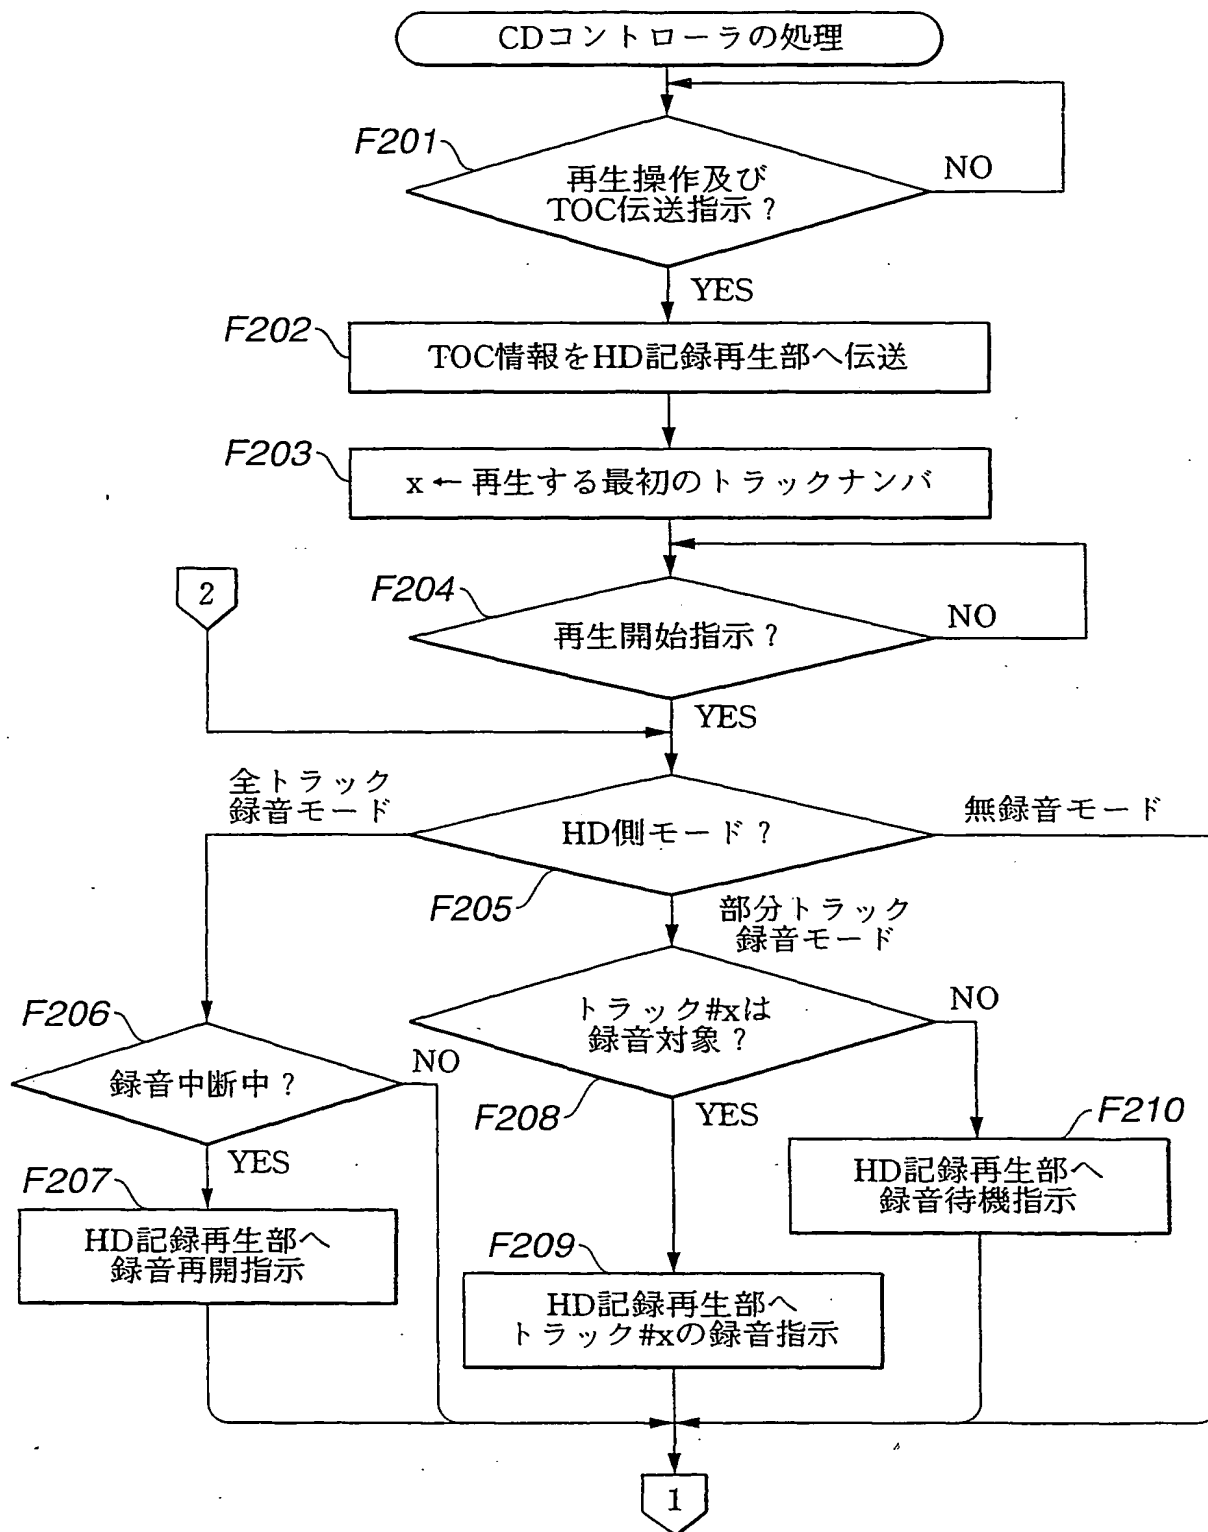 CDコントローラの処理
F201
再生操作及び
TOC伝送指示？
NO
YES
F202
TOC情報をHD記録再生部へ伝送
F203
x←再生する最初のトラックナンバ
2
F204
再生開始指示？
NO
YES
全トラック
録音モード
HD側モード？
無録音モード
F205
部分トラック
録音モード
F206
録音中断中？
NO
YES
トラック#xは
録音対象？
NO
F208
YES
F210
HD記録再生部へ
録音待機指示
F207
HD記録再生部へ
録音再開指示
F209
HD記録再生部へ
トラック#xの録音指示
1